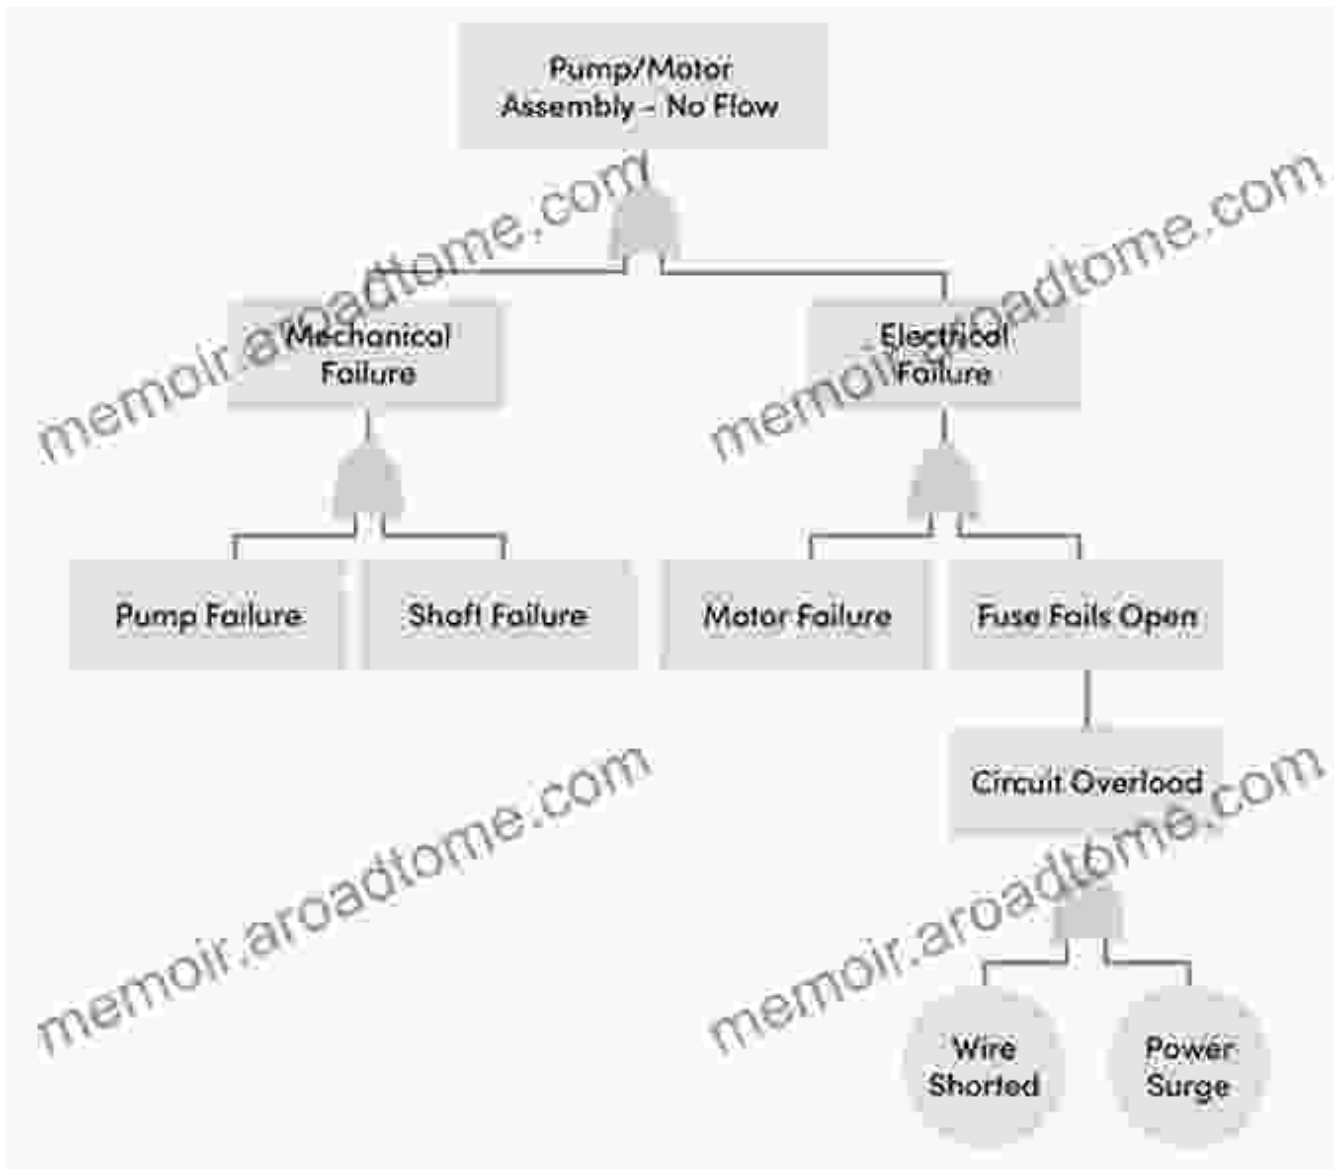 Pump/Motor
Assembly - No Flow
memoir.aroadtome.com
memoir.aroadtome.com
Mechanical
Failure
Electrical
Failure
Pump Failure
Shaft Failure
Motor Failure
Fuse Fails Open
Circuit Overload
memoir.aroadtome.com
memoir.aroadtome.com
Wire
Shorted
Power
Surge